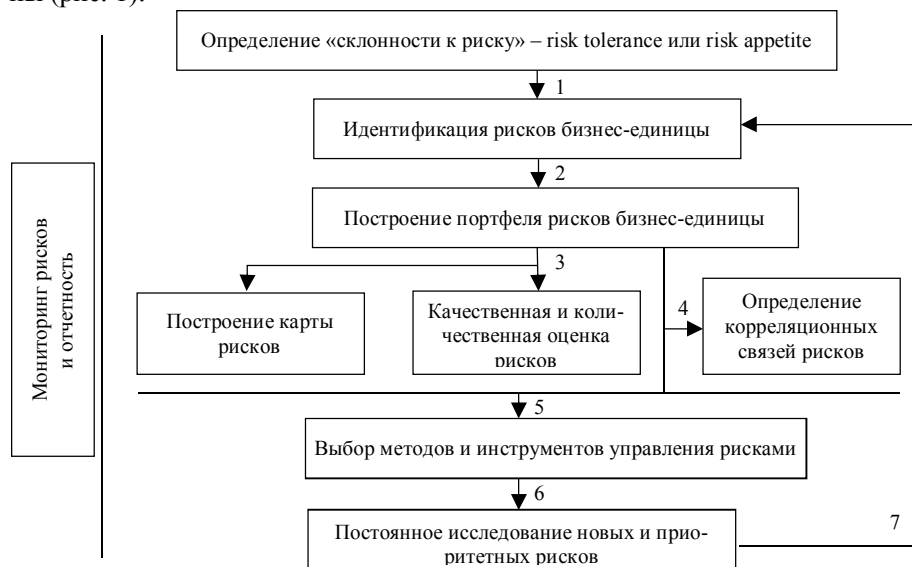 ны (рис. 1).
Определение «склонности к риску» – risk tolerance или risk appetite
1
Идентификация рисков бизнес-единицы
2
Построение портфеля рисков бизнес-единицы
3
Построение карты
рисков
Качественная и коли-
чественная оценка
рисков
4
Определение
корреляционных
связей рисков
5
Выбор методов и инструментов управления рисками
6
Постоянное исследование новых и прио-
ритетных рисков
7
Мониторинг рисков
и отчетность